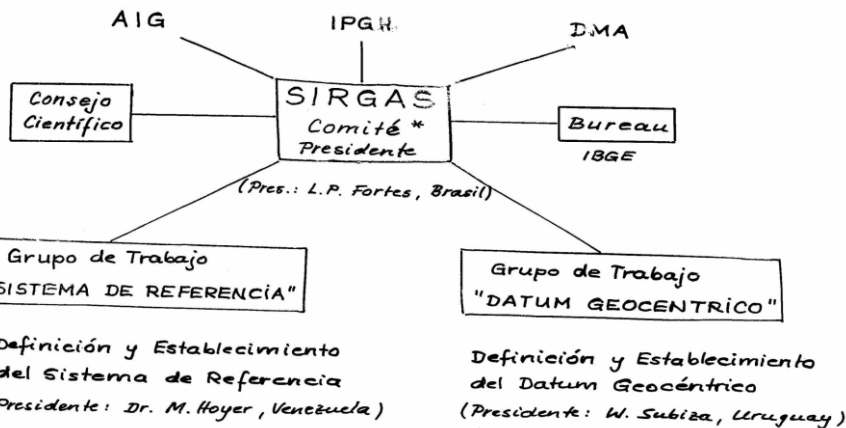 AIG
IPGH
DMA
Consejo
Científico
SIRGAS
Comité *
Presidente
Bureau
IBGE
(Pres.: L.P. Fortes, Brasil)
Grupo de Trabajo
SISTEMA DE REFERENCIA"
Grupo de Trabajo
"DATUM GEOCENTRICO"
Definición y Establecimiento
del Sistema de Referencia
Presidente: Dr. M. Hoyer, Venezuela)
Definición y Establecimiento
del Datum Geocéntrico
(Presidente: W. Subiza, Uruguay)